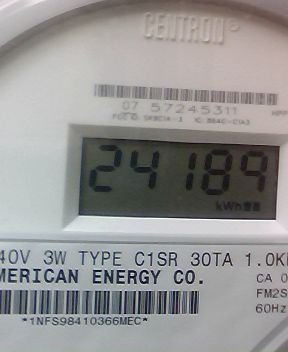 CENTRON®
07 57245311
24189
kWh
40V 3W TYPE C1SR 30TA 1.0K
MERICAN ENERGY CO.
CA 0
FM2S
60Hz
*1NFS98410366MEC*